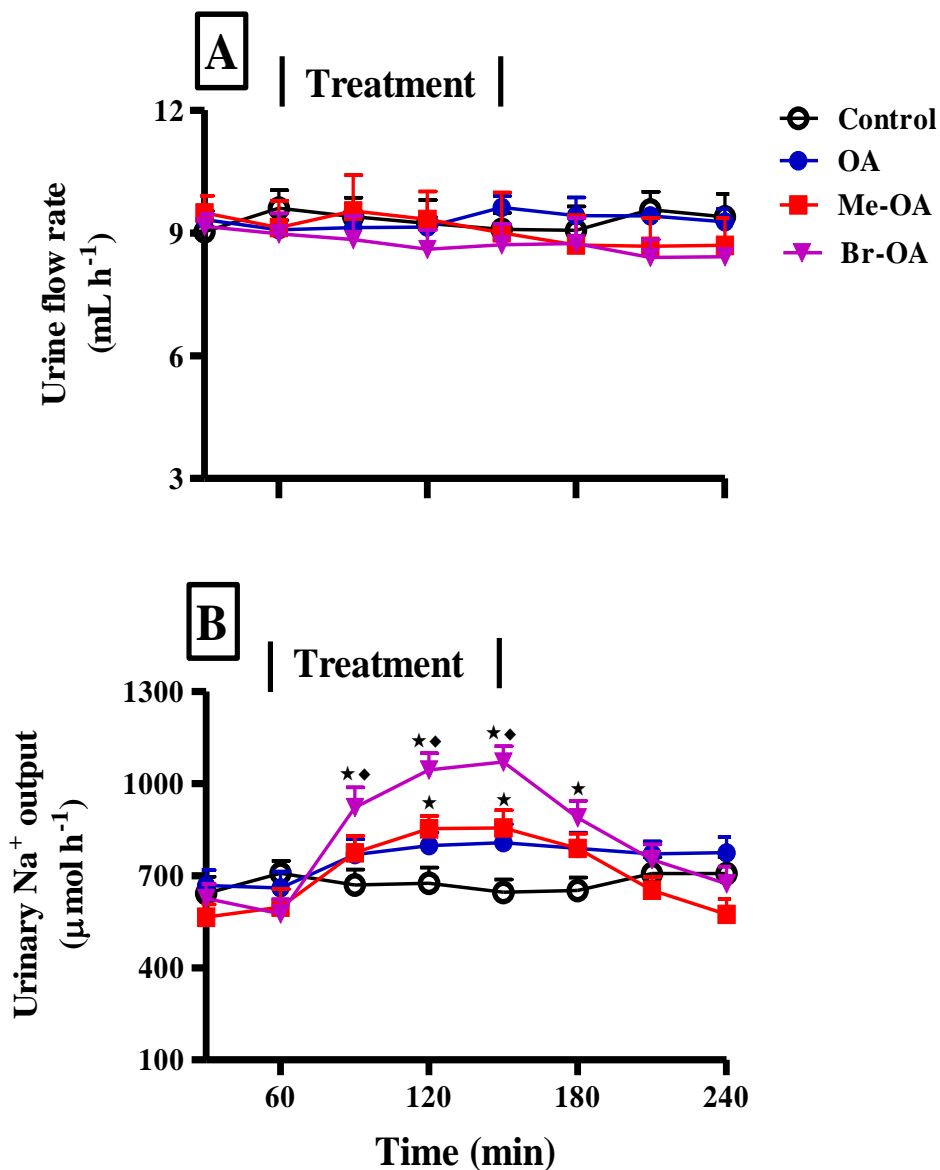 A
Treatment
12
9
6
3
Urine flow rate
(mL h⁻¹)
Control
OA
Me-OA
Br-OA
B
Treatment
1300
1000
700
400
100
Urinary Na⁺ output
(μmol h⁻¹)
★◆ ★◆ ★◆ ★
★ ★
60 120 180 240
Time (min)